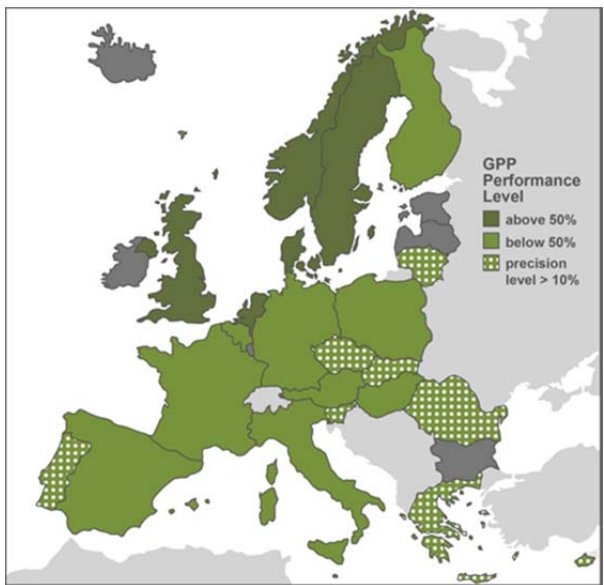 GPP
Performance
Level
above 50%
below 50%
precision
level > 10%